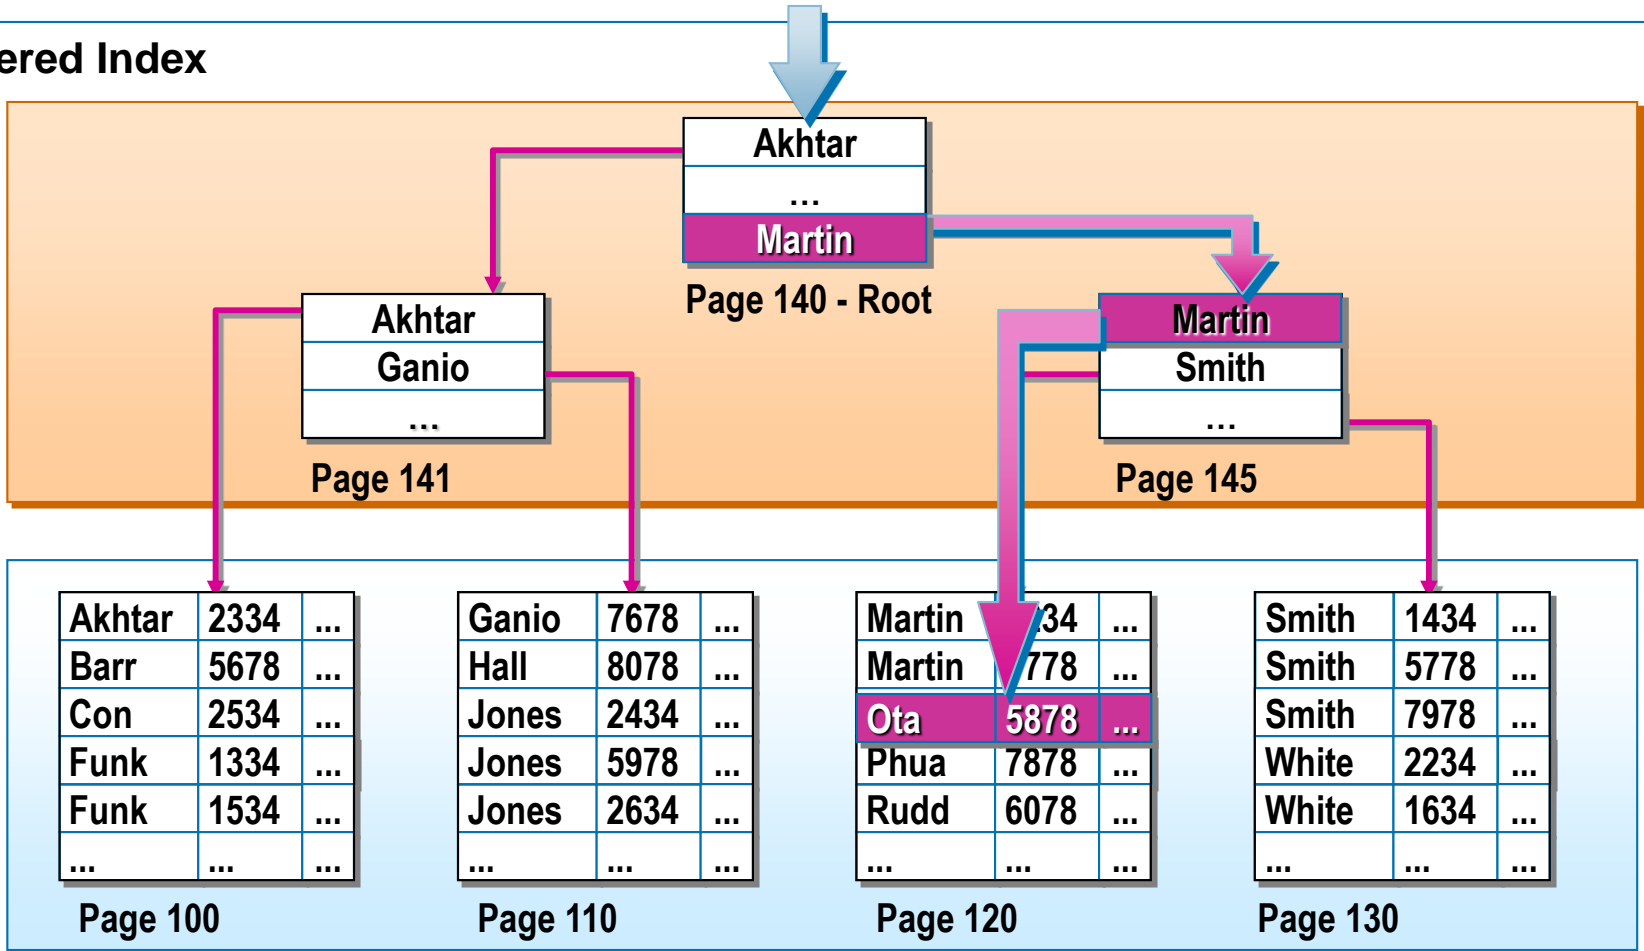 ered Index
Akhtar
...
Martin
Page 140 - Root
Akhtar
Ganio
...
Page 141
Martin
Smith
...
Page 145
Akhtar 2334 ...
Barr 5678 ...
Con 2534 ...
Funk 1334 ...
Funk 1534 ...
... ... ...
Page 100
Ganio 7678 ...
Hall 8078 ...
Jones 2434 ...
Jones 5978 ...
Jones 2634 ...
... ... ...
Page 110
Martin ...
Martin ...
Ota 5878 ...
Phua 7878 ...
Rudd 6078 ...
... ... ...
Page 120
Smith 1434 ...
Smith 5778 ...
Smith 7978 ...
White 2234 ...
White 1634 ...
... ... ...
Page 130